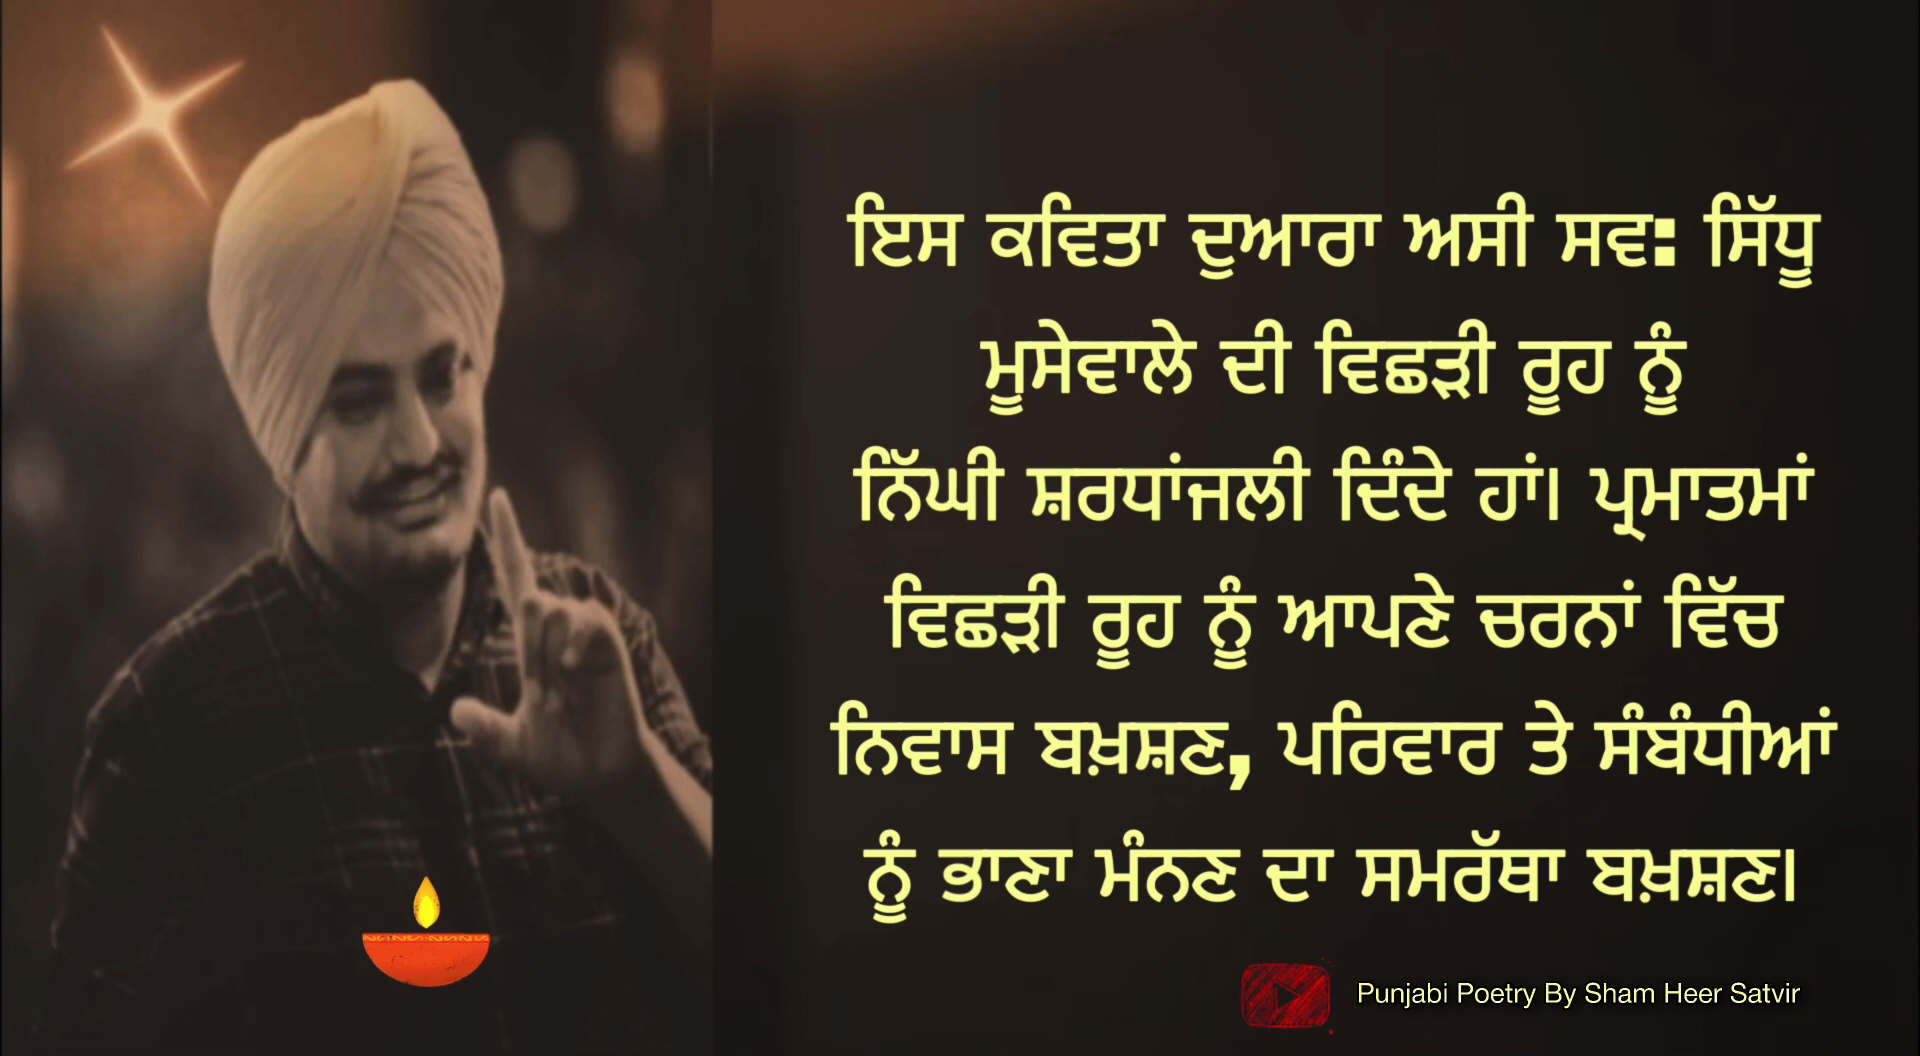 ਇਸ ਕਵਿਤਾ ਦੁਆਰਾ ਅਸੀ ਸਵ: ਸਿੱਧੂ
ਮੂਸੇਵਾਲੇ ਦੀ ਵਿਛੜੀ ਰੂਹ ਨੂੰ
ਨਿੱਘੀ ਸ਼ਰਧਾਂਜਲੀ ਦਿੰਦੇ ਹਾਂ। ਪ੍ਰਮਾਤਮਾਂ
ਵਿਛੜੀ ਰੂਹ ਨੂੰ ਆਪਣੇ ਚਰਨਾਂ ਵਿੱਚ
ਨਿਵਾਸ ਬਖ਼ਸ਼ਣ, ਪਰਿਵਾਰ ਤੇ ਸੰਬੰਧੀਆਂ
ਨੂੰ ਭਾਣਾ ਮੰਨਣ ਦਾ ਸਮਰੱਥਾ ਬਖ਼ਸ਼ਣ।
Punjabi Poetry By Sham Heer Satvir